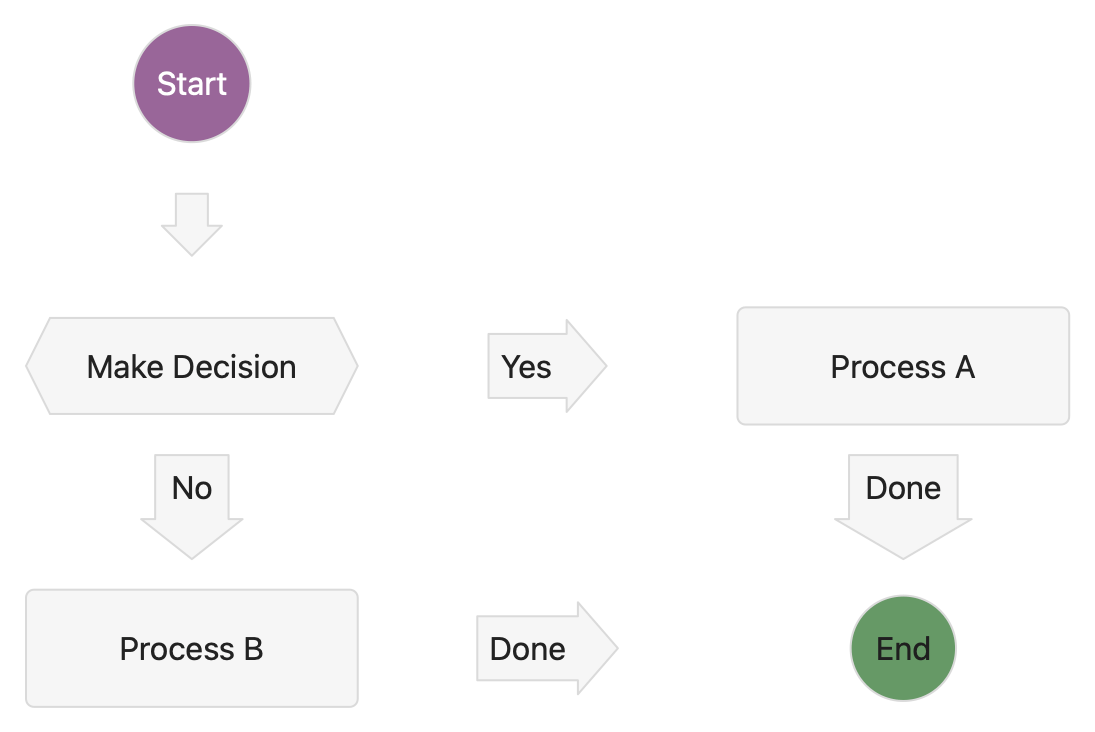 Start
Make Decision
Yes
Process A
No
Done
Process B
Done
End